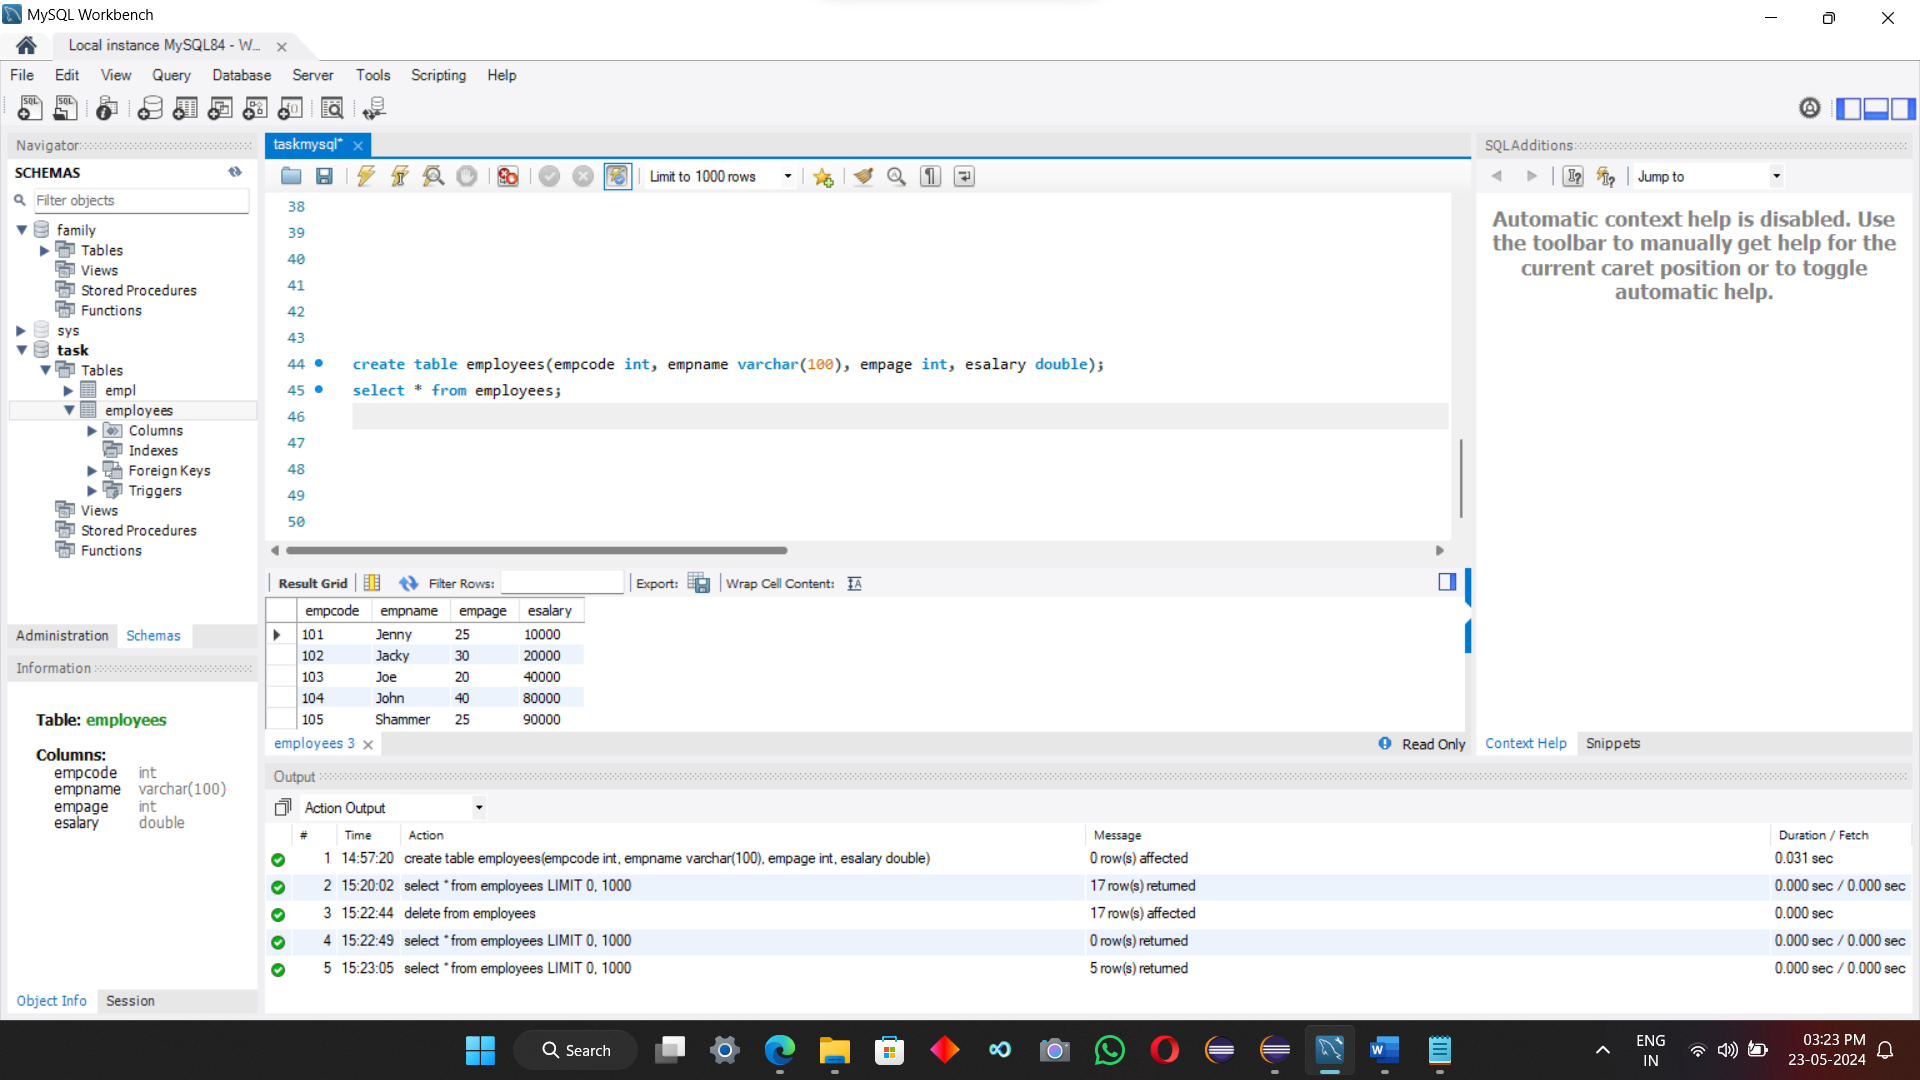 MySQL Workbench
Local instance MySQL84 - W...
File Edit View Query Database Server Tools Scripting Help
Navigator
SCHEMAS
Filter objects
family
Tables
Views
Stored Procedures
Functions
sys
task
Tables
empl
employees
Columns
Indexes
Foreign Keys
Triggers
Views
Stored Procedures
Functions
Administration Schemas
Information
Table: employees
Columns:
empcode int
empname varchar(100)
empage int
esalary double
Object Info Session
taskmysql*
Limit to 1000 rows
38
39
40
41
42
43
44 create table employees(empcode int, empname varchar(100), empage int, esalary double);
45 select * from employees;
46
47
48
49
50
Result Grid Filter Rows: Export: Wrap Cell Content:
empcode empname empage esalary
101 Jenny 25 10000
102 Jacky 30 20000
103 Joe 20 40000
104 John 40 80000
105 Shammer 25 90000
employees 3 Read Only
SQLAdditions
Jump to
Automatic context help is disabled. Use
the toolbar to manually get help for the
current caret position or to toggle
automatic help.
Context Help Snippets
Output
Action Output
# Time Action Message Duration / Fetch
1 14:57:20 create table employees(empcode int, empname varchar(100), empage int, esalary double) 0 row(s) affected 0.031 sec
2 15:20:02 select * from employees LIMIT 0, 1000 17 row(s) returned 0.000 sec / 0.000 sec
3 15:22:44 delete from employees 17 row(s) affected 0.000 sec
4 15:22:49 select * from employees LIMIT 0, 1000 0 row(s) returned 0.000 sec / 0.000 sec
5 15:23:05 select * from employees LIMIT 0, 1000 5 row(s) returned 0.000 sec / 0.000 sec
Search
ENG
IN
03:23 PM
23-05-2024